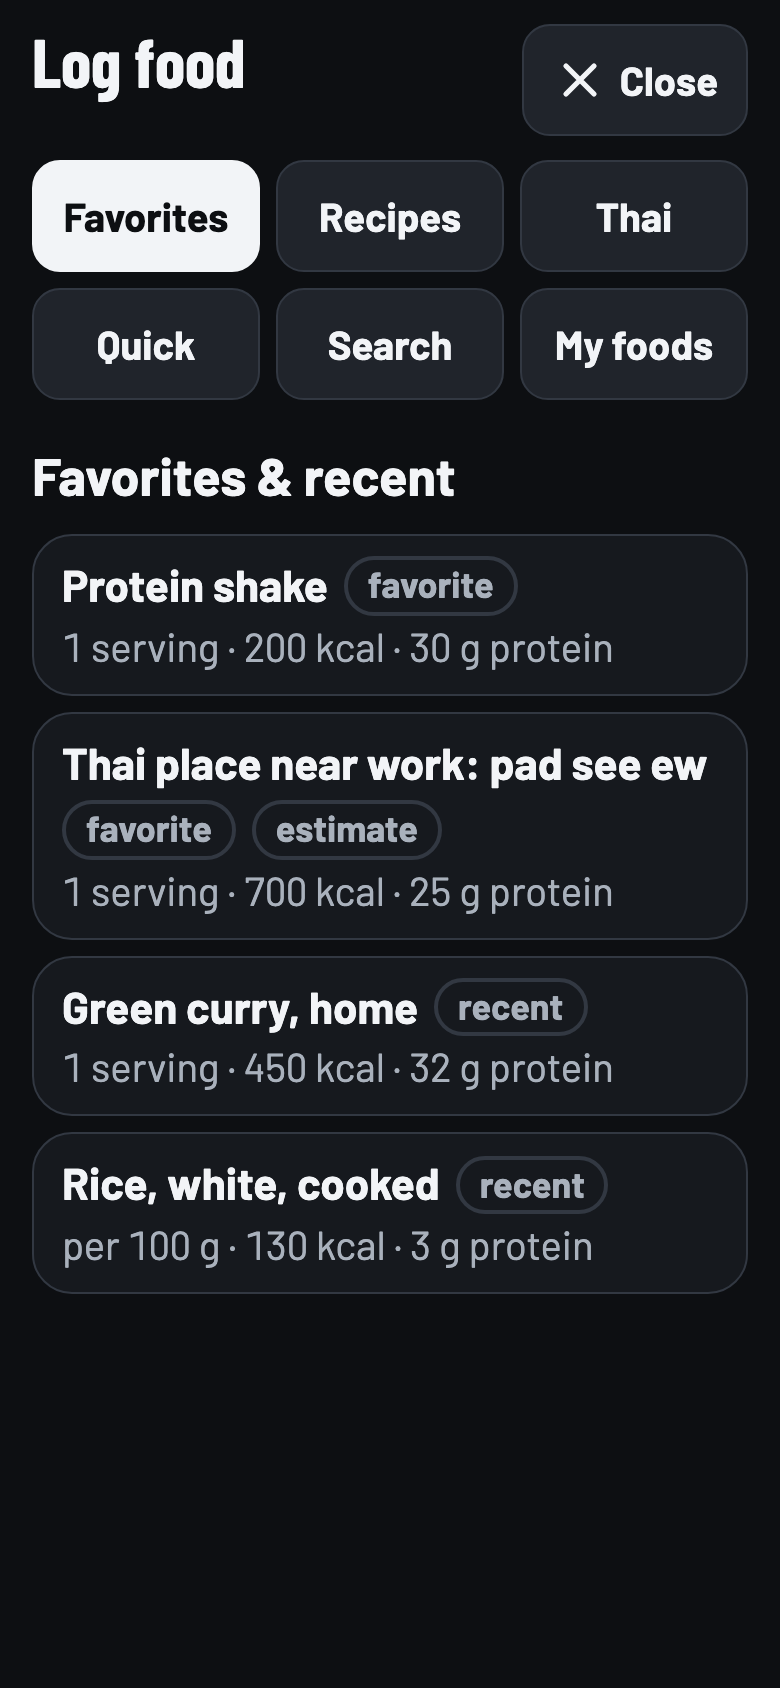 Log food
Close
Favorites
Recipes
Thai
Quick
Search
My foods
Favorites & recent
Protein shake favorite
1 serving · 200 kcal · 30 g protein
Thai place near work: pad see ew
favorite estimate
1 serving · 700 kcal · 25 g protein
Green curry, home recent
1 serving · 450 kcal · 32 g protein
Rice, white, cooked recent
per 100 g · 130 kcal · 3 g protein